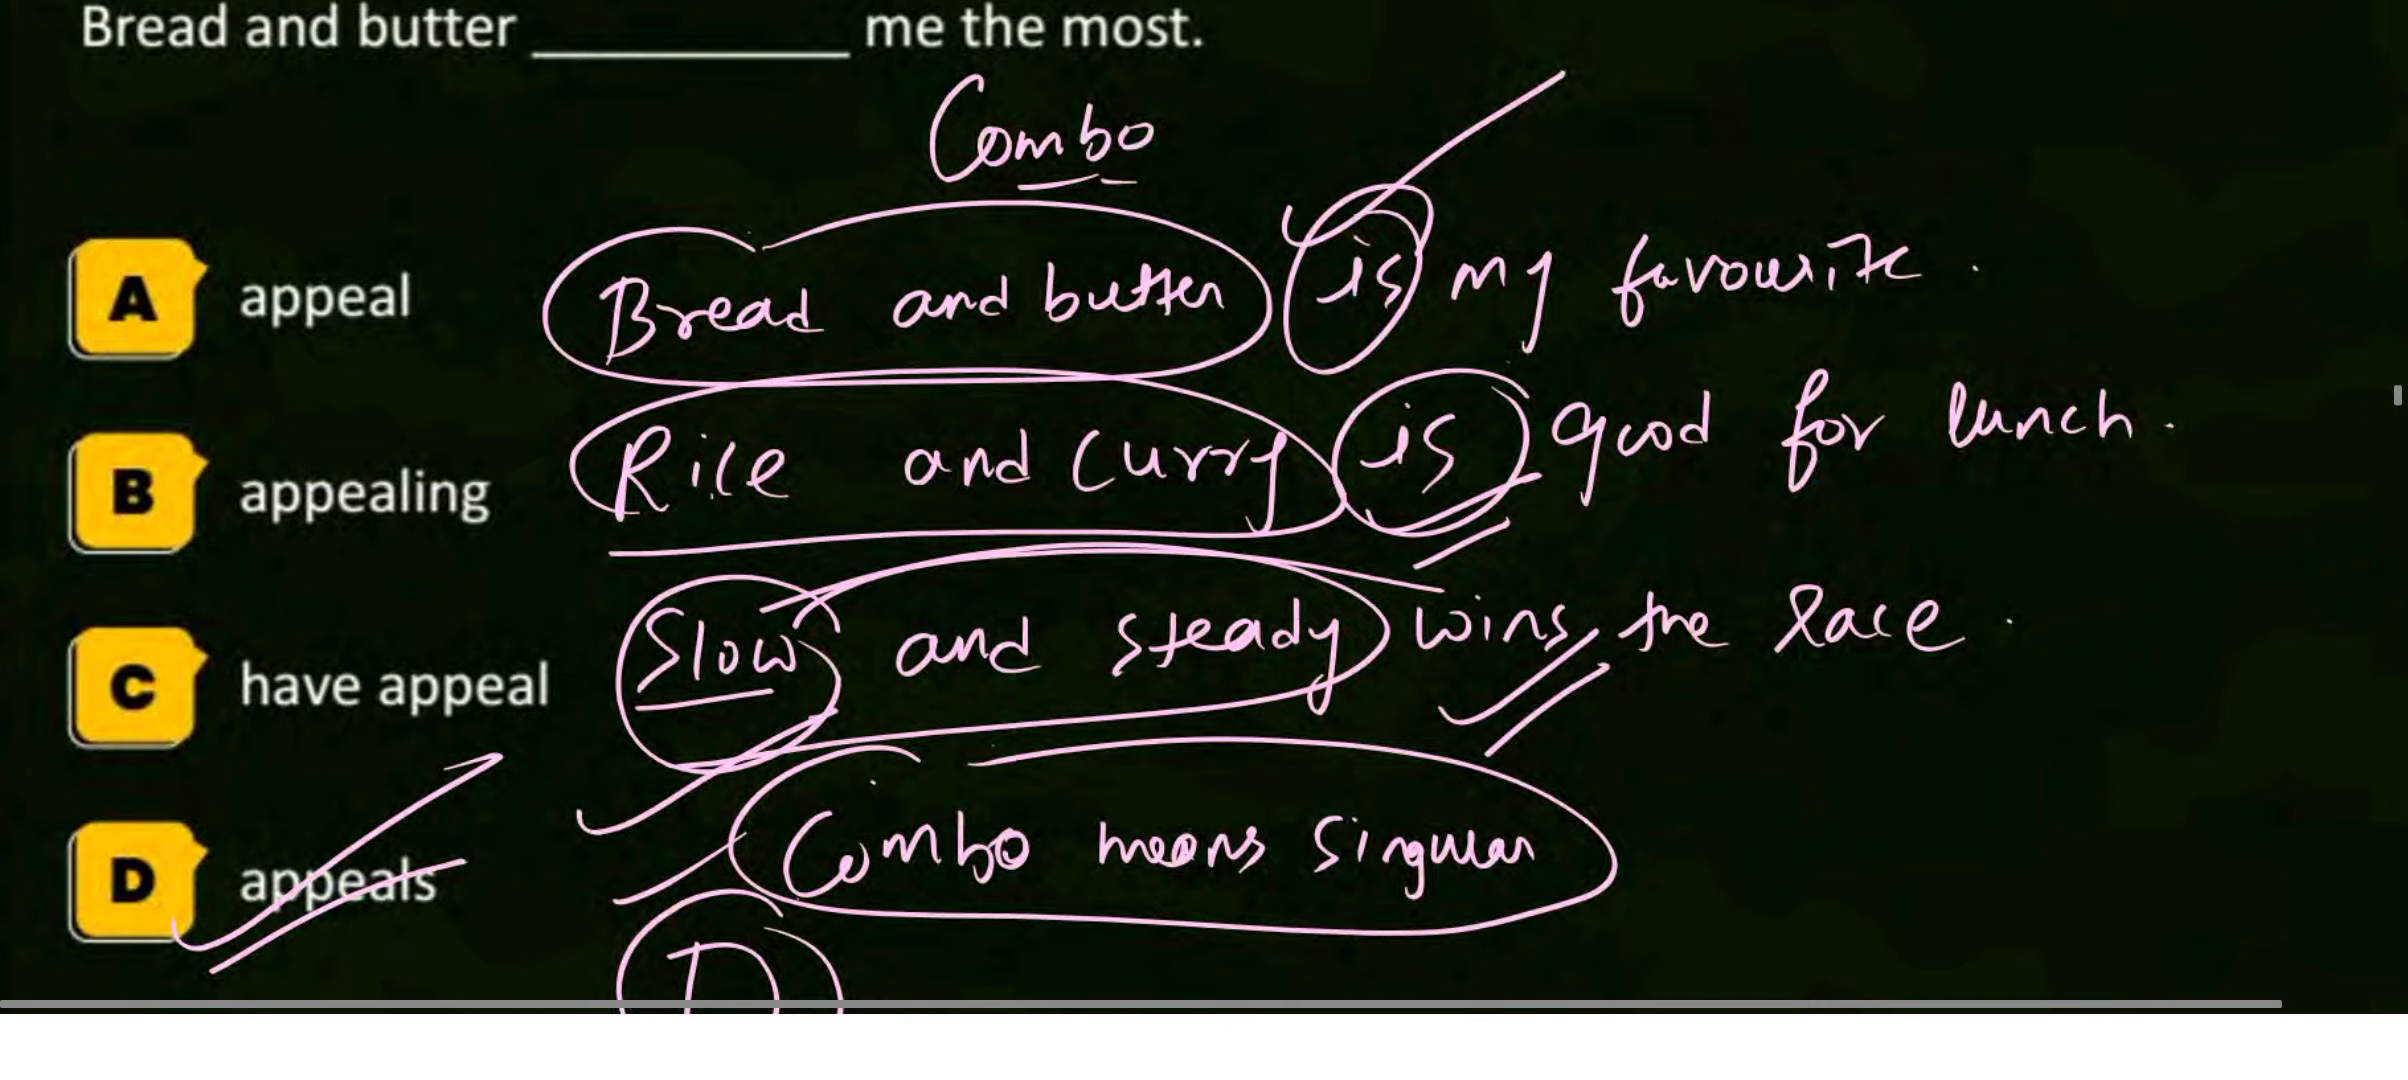 Bread and butter __________ me the most.
Combo
A appeal
Bread and butter is my favourite.
B appealing
Rice and curry is good for lunch.
C have appeal
Slow and steady wins the race.
D appeals
Combo means singular
D